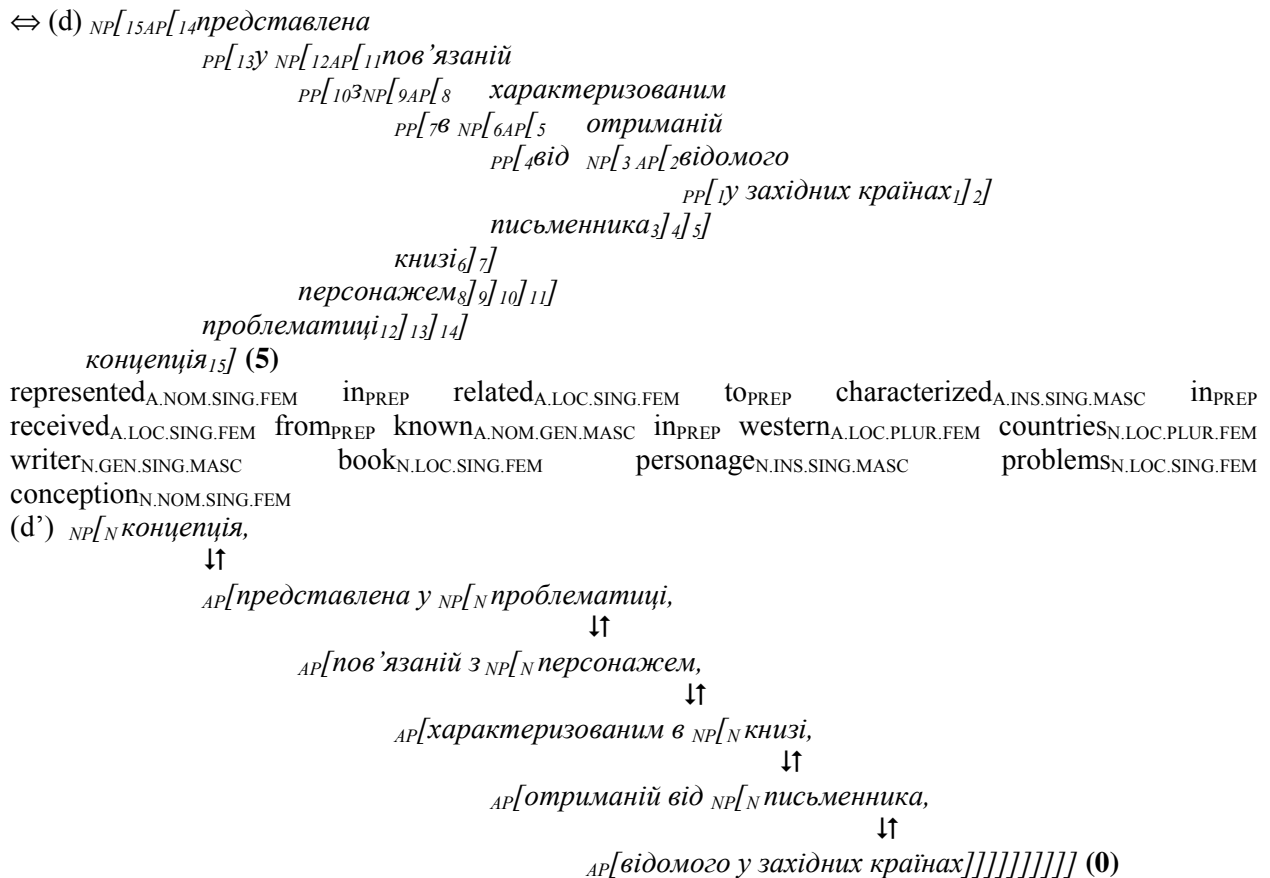 ⇔ (d) NP[15AP[14представлена
PP[13у NP[12AP[11пов’язаній
PP[10з NP[9AP[8 характеризованим
PP[7в NP[6AP[5 отриманій
PP[4від NP[3 AP[2відомого
PP[1у західних країнах1]2]
письменника3]4]5]
книзі6]7]
персонажем8]9]10]11]
проблематиці12]13]14]
концепція15] (5)
representedA.NOM.SING.FEM inPREP relatedA.LOC.SING.FEM toPREP characterizedA.INS.SING.MASC inPREP
receivedA.LOC.SING.FEM fromPREP knownA.NOM.GEN.MASC inPREP westernA.LOC.PLUR.FEM countriesN.LOC.PLUR.FEM
writerN.GEN.SING.MASC bookN.LOC.SING.FEM personageN.INS.SING.MASC problemsN.LOC.SING.FEM
conceptionN.NOM.SING.FEM
(d’) NP[N концепція,
⇂↾
AP[представлена у NP[N проблематиці,
⇂↾
AP[пов’язаній з NP[N персонажем,
⇂↾
AP[характеризованим в NP[N книзі,
⇂↾
AP[отриманій від NP[N письменника,
⇂↾
AP[відомого у західних країнах]]]]]]]]]]] (0)